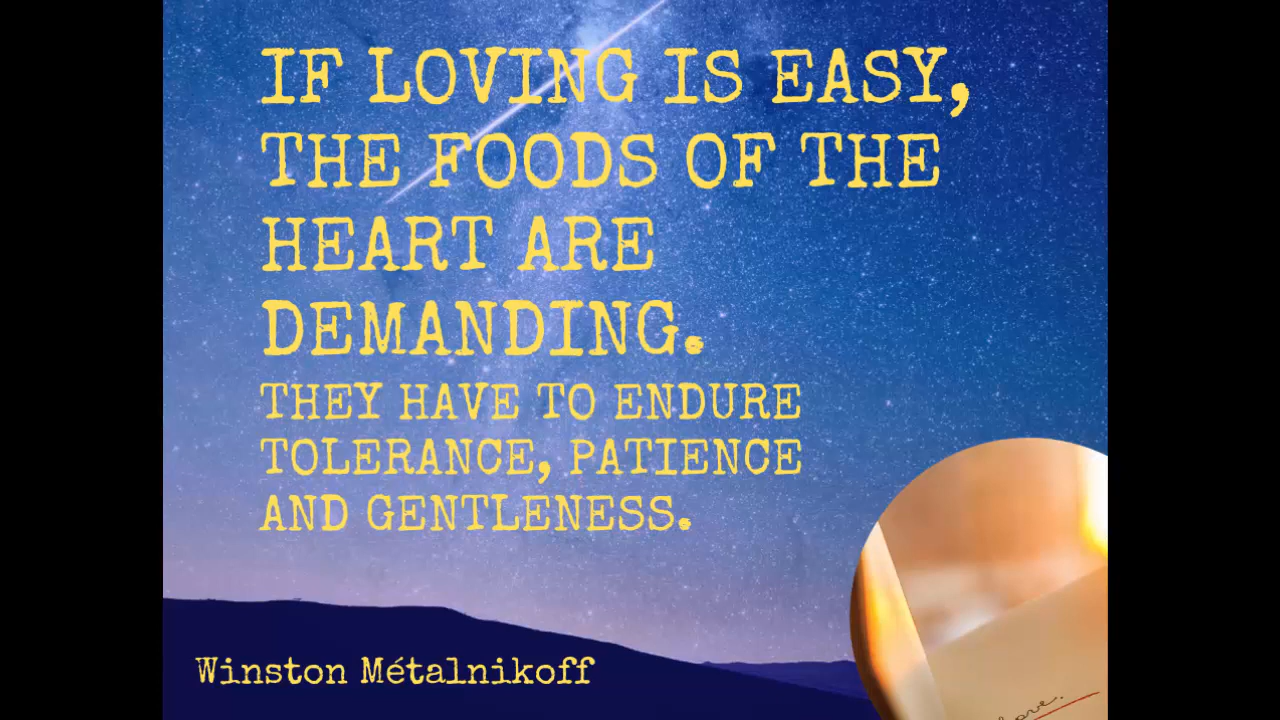 IF LOVING IS EASY,
THE FOODS OF THE
HEART ARE
DEMANDING.
THEY HAVE TO ENDURE
TOLERANCE, PATIENCE
AND GENTLENESS.
Winston Métalnikoff
love.